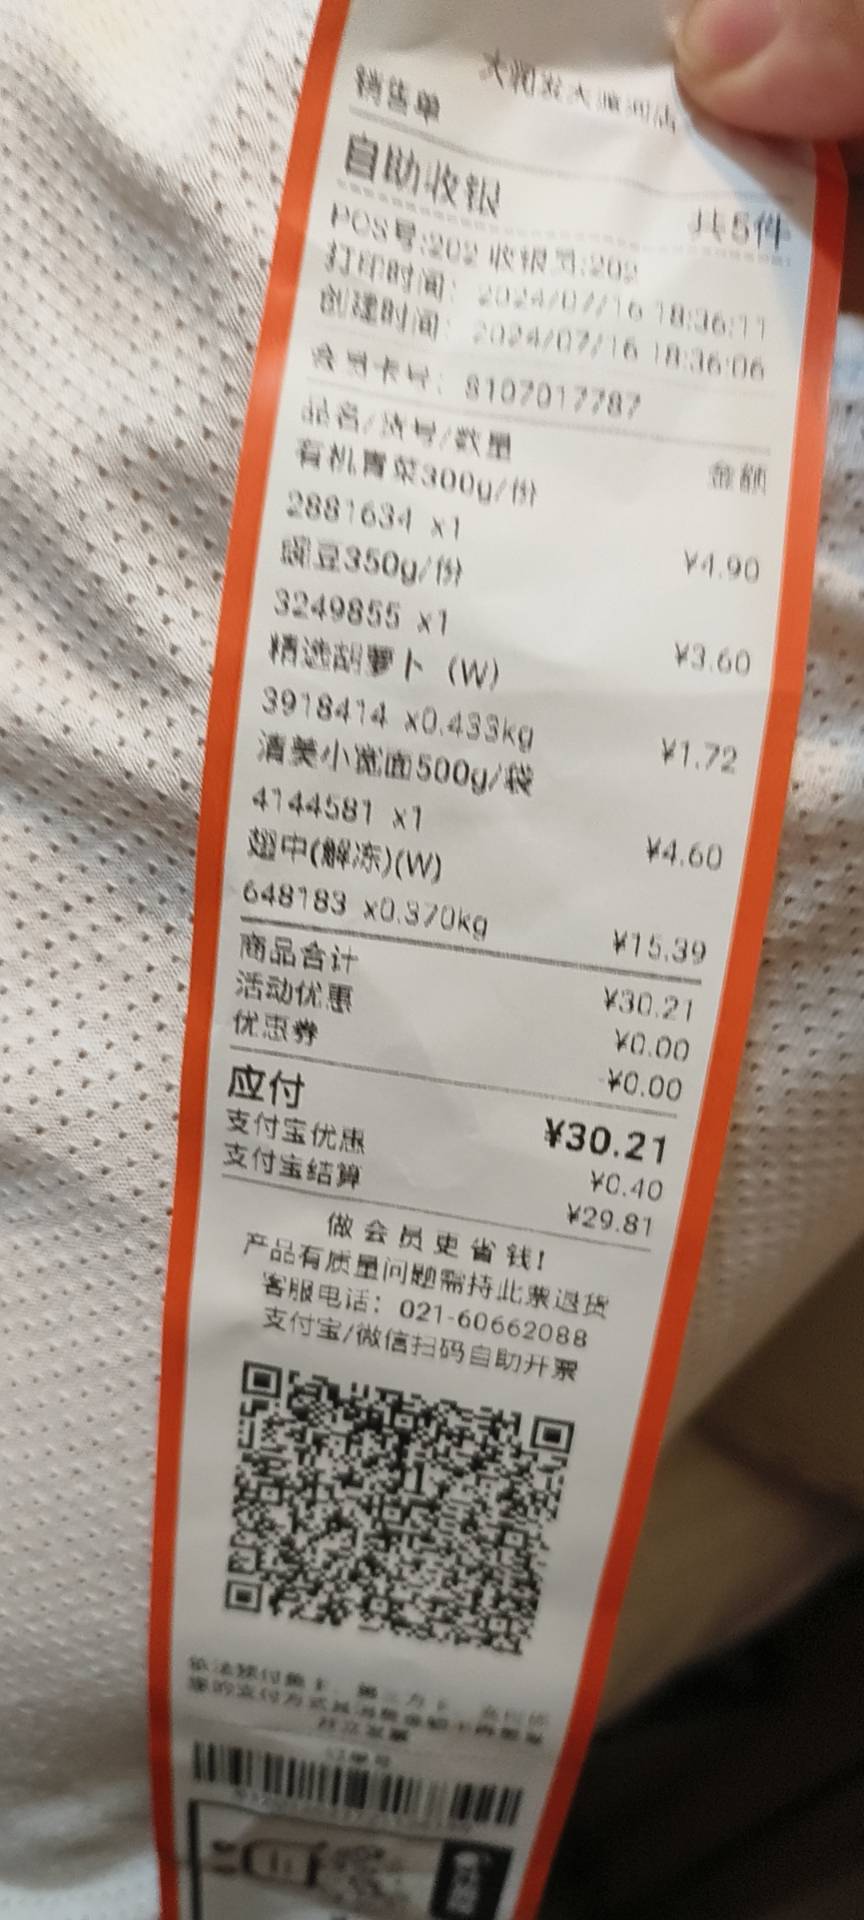 销售单
自助收银 共5件
POS号:202 收银员:202
打印时间: 2024/07/16 18:36:11
创建时间: 2024/07/16 18:36:06
会员卡号: 8107017787
品名/货号/数量 金额
有机青菜300g/份
2881634 x1 ¥4.90
豌豆350g/份
3249855 x1 ¥3.60
精选胡萝卜 (W)
3918414 x0.433kg ¥1.72
清美小宽面500g/袋
4144581 x1 ¥4.60
翅中(解冻)(W)
648183 x0.370kg ¥15.39
商品合计 ¥30.21
活动优惠 ¥0.00
优惠券 -¥0.00
应付 ¥30.21
支付宝优惠 ¥0.40
支付宝结算 ¥29.81
做会员更省钱!
产品有质量问题需持此票退货
客服电话: 021-60662088
支付宝/微信扫码自助开票
订单号